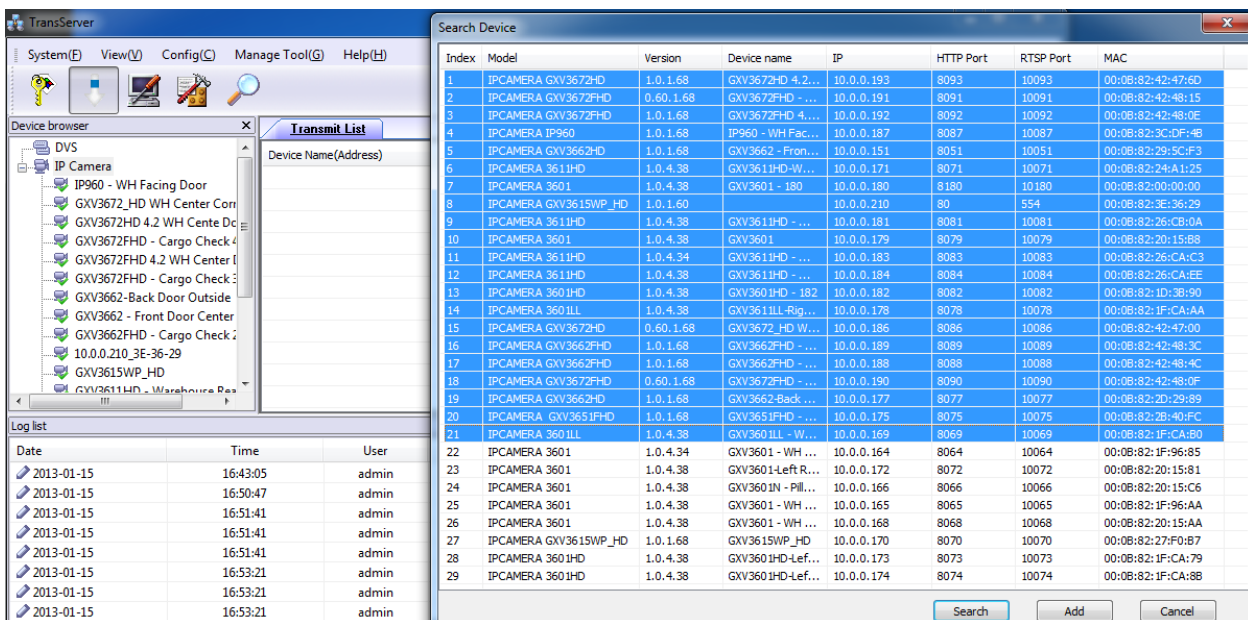 TransServer
System(F) View(V) Config(C) Manage Tool(G) Help(H)
Device browser x
DVS
IP Camera
IP960 - WH Facing Door
GXV3672_HD WH Center Corr
GXV3672HD 4.2 WH Cente Dc
GXV3672FHD - Cargo Check 4
GXV3672FHD 4.2 WH Center
GXV3672FHD - Cargo Check 3
GXV3662-Back Door Outside
GXV3662 - Front Door Center
GXV3662FHD - Cargo Check 2
10.0.0.210_3E-36-29
GXV3615WP_HD
GXV3611HD - Warehouse Rea
Transmit List
Device Name(Address)
Log list
Date Time User
2013-01-15 16:43:05 admin
2013-01-15 16:50:47 admin
2013-01-15 16:51:41 admin
2013-01-15 16:51:41 admin
2013-01-15 16:51:41 admin
2013-01-15 16:53:21 admin
2013-01-15 16:53:21 admin
2013-01-15 16:53:21 admin
Search Device
Index Model Version Device name IP HTTP Port RTSP Port MAC
1 IPCAMERA GXV3672HD 1.0.1.68 GXV3672HD 4.2... 10.0.0.193 8093 10093 00:0B:82:42:47:6D
2 IPCAMERA GXV3672FHD 0.60.1.68 GXV3672FHD - ... 10.0.0.191 8091 10091 00:0B:82:42:48:15
3 IPCAMERA GXV3672FHD 1.0.1.68 GXV3672FHD 4.... 10.0.0.192 8092 10092 00:0B:82:42:48:0E
4 IPCAMERA IP960 1.0.1.68 IP960 - WH Fac... 10.0.0.187 8087 10087 00:0B:82:3C:DF:4B
5 IPCAMERA GXV3662HD 1.0.1.68 GXV3662 - Fron... 10.0.0.151 8051 10051 00:0B:82:29:5C:F3
6 IPCAMERA 3611HD 1.0.4.38 GXV3611HD-W... 10.0.0.171 8071 10071 00:0B:82:24:A1:25
7 IPCAMERA 3601 1.0.4.38 GXV3601 - 180 10.0.0.180 8180 10180 00:0B:82:00:00:00
8 IPCAMERA GXV3615WP_HD 1.0.1.60 10.0.0.210 80 554 00:0B:82:3E:36:29
9 IPCAMERA 3611HD 1.0.4.38 GXV3611HD - ... 10.0.0.181 8081 10081 00:0B:82:26:CB:0A
10 IPCAMERA 3601 1.0.4.38 GXV3601 10.0.0.179 8079 10079 00:0B:82:20:15:B8
11 IPCAMERA 3611HD 1.0.4.34 GXV3611HD - ... 10.0.0.183 8083 10083 00:0B:82:26:CA:C3
12 IPCAMERA 3611HD 1.0.4.38 GXV3611HD - ... 10.0.0.184 8084 10084 00:0B:82:26:CA:EE
13 IPCAMERA 3601HD 1.0.4.38 GXV3601HD - 182 10.0.0.182 8082 10082 00:0B:82:1D:3B:90
14 IPCAMERA 3601LL 1.0.4.38 GXV3611LL-Rig... 10.0.0.178 8078 10078 00:0B:82:1F:CA:AA
15 IPCAMERA GXV3672HD 0.60.1.68 GXV3672_HD W... 10.0.0.186 8086 10086 00:0B:82:42:47:00
16 IPCAMERA GXV3662FHD 1.0.1.68 GXV3662FHD - ... 10.0.0.189 8089 10089 00:0B:82:42:48:3C
17 IPCAMERA GXV3662FHD 1.0.1.68 GXV3662FHD - ... 10.0.0.188 8088 10088 00:0B:82:42:48:4C
18 IPCAMERA GXV3672FHD 0.60.1.68 GXV3672FHD - ... 10.0.0.190 8090 10090 00:0B:82:42:48:0F
19 IPCAMERA GXV3662HD 1.0.1.68 GXV3662-Back ... 10.0.0.177 8077 10077 00:0B:82:2D:29:89
20 IPCAMERA GXV3651FHD 1.0.1.68 GXV3651FHD - ... 10.0.0.175 8075 10075 00:0B:82:2B:40:FC
21 IPCAMERA 3601LL 1.0.4.38 GXV3601LL - W... 10.0.0.169 8069 10069 00:0B:82:1F:CA:B0
22 IPCAMERA 3601 1.0.4.34 GXV3601 - WH ... 10.0.0.164 8064 10064 00:0B:82:1F:96:85
23 IPCAMERA 3601 1.0.4.38 GXV3601-Left R... 10.0.0.172 8072 10072 00:0B:82:20:15:81
24 IPCAMERA 3601 1.0.4.38 GXV3601N - Pill... 10.0.0.166 8066 10066 00:0B:82:20:15:C6
25 IPCAMERA 3601 1.0.4.38 GXV3601 - WH ... 10.0.0.165 8065 10065 00:0B:82:1F:96:AA
26 IPCAMERA 3601 1.0.4.38 GXV3601 - WH ... 10.0.0.168 8068 10068 00:0B:82:20:15:AA
27 IPCAMERA GXV3615WP_HD 1.0.1.68 GXV3615WP_HD 10.0.0.170 8070 10070 00:0B:82:27:F0:B7
28 IPCAMERA 3601HD 1.0.4.38 GXV3601HD-Lef... 10.0.0.173 8073 10073 00:0B:82:1F:CA:79
29 IPCAMERA 3601HD 1.0.4.38 GXV3601HD-Lef... 10.0.0.174 8074 10074 00:0B:82:1F:CA:8B
Search Add Cancel